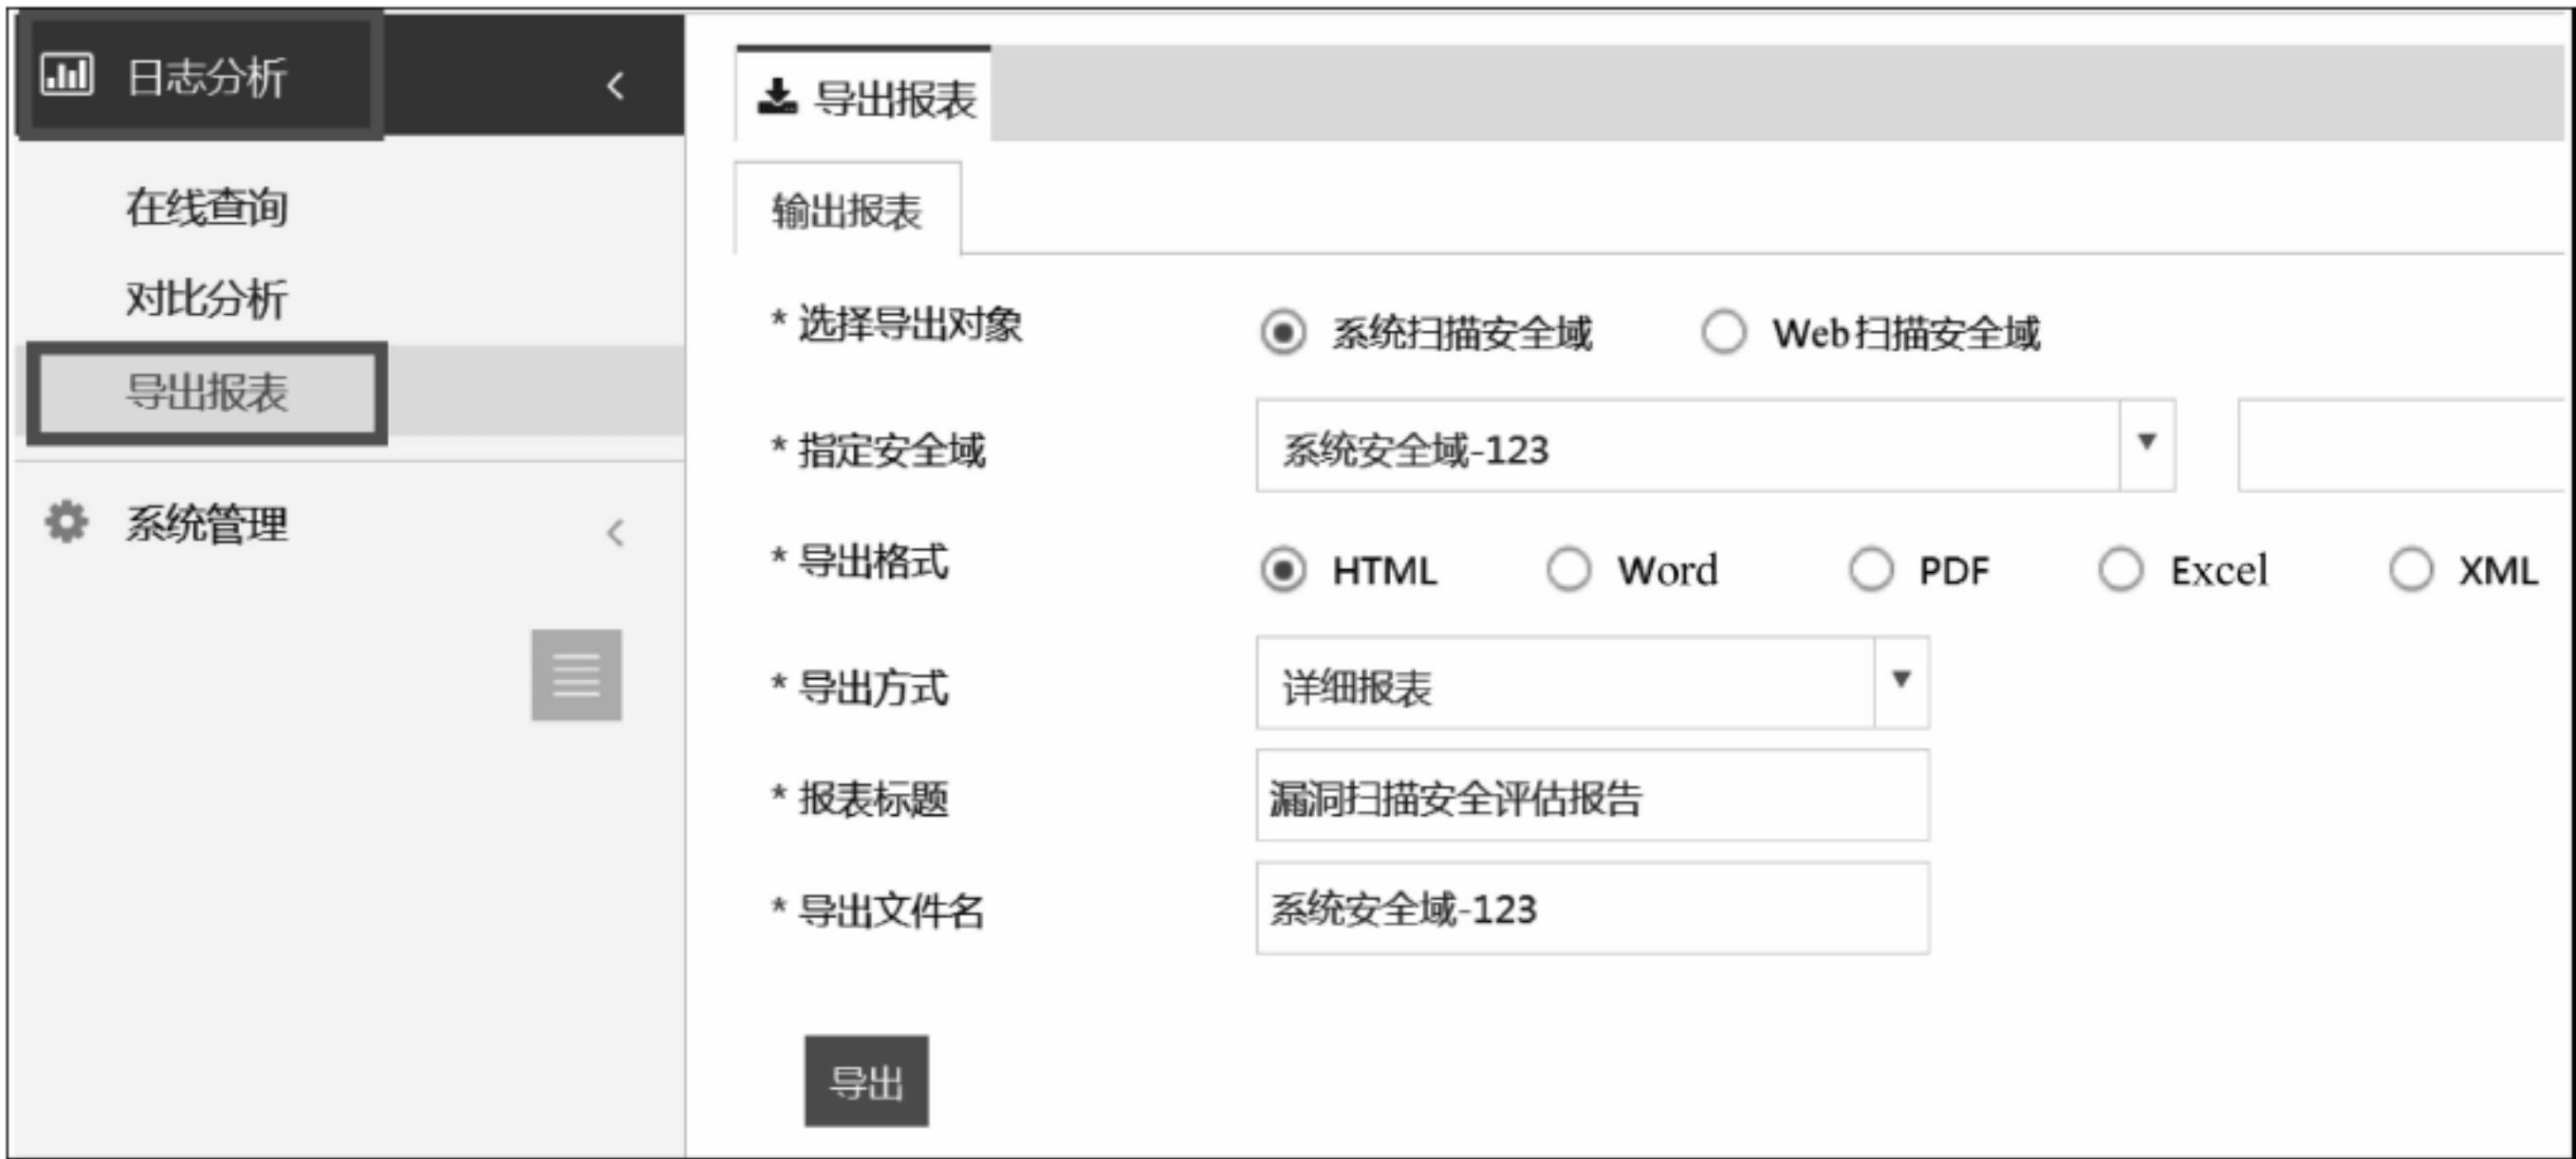 日志分析
在线查询
对比分析
导出报表
系统管理
导出报表
输出报表
* 选择导出对象 系统扫描安全域 Web扫描安全域
* 指定安全域 系统安全域-123
* 导出格式 HTML Word PDF Excel XML
* 导出方式 详细报表
* 报表标题 漏洞扫描安全评估报告
* 导出文件名 系统安全域-123
导出